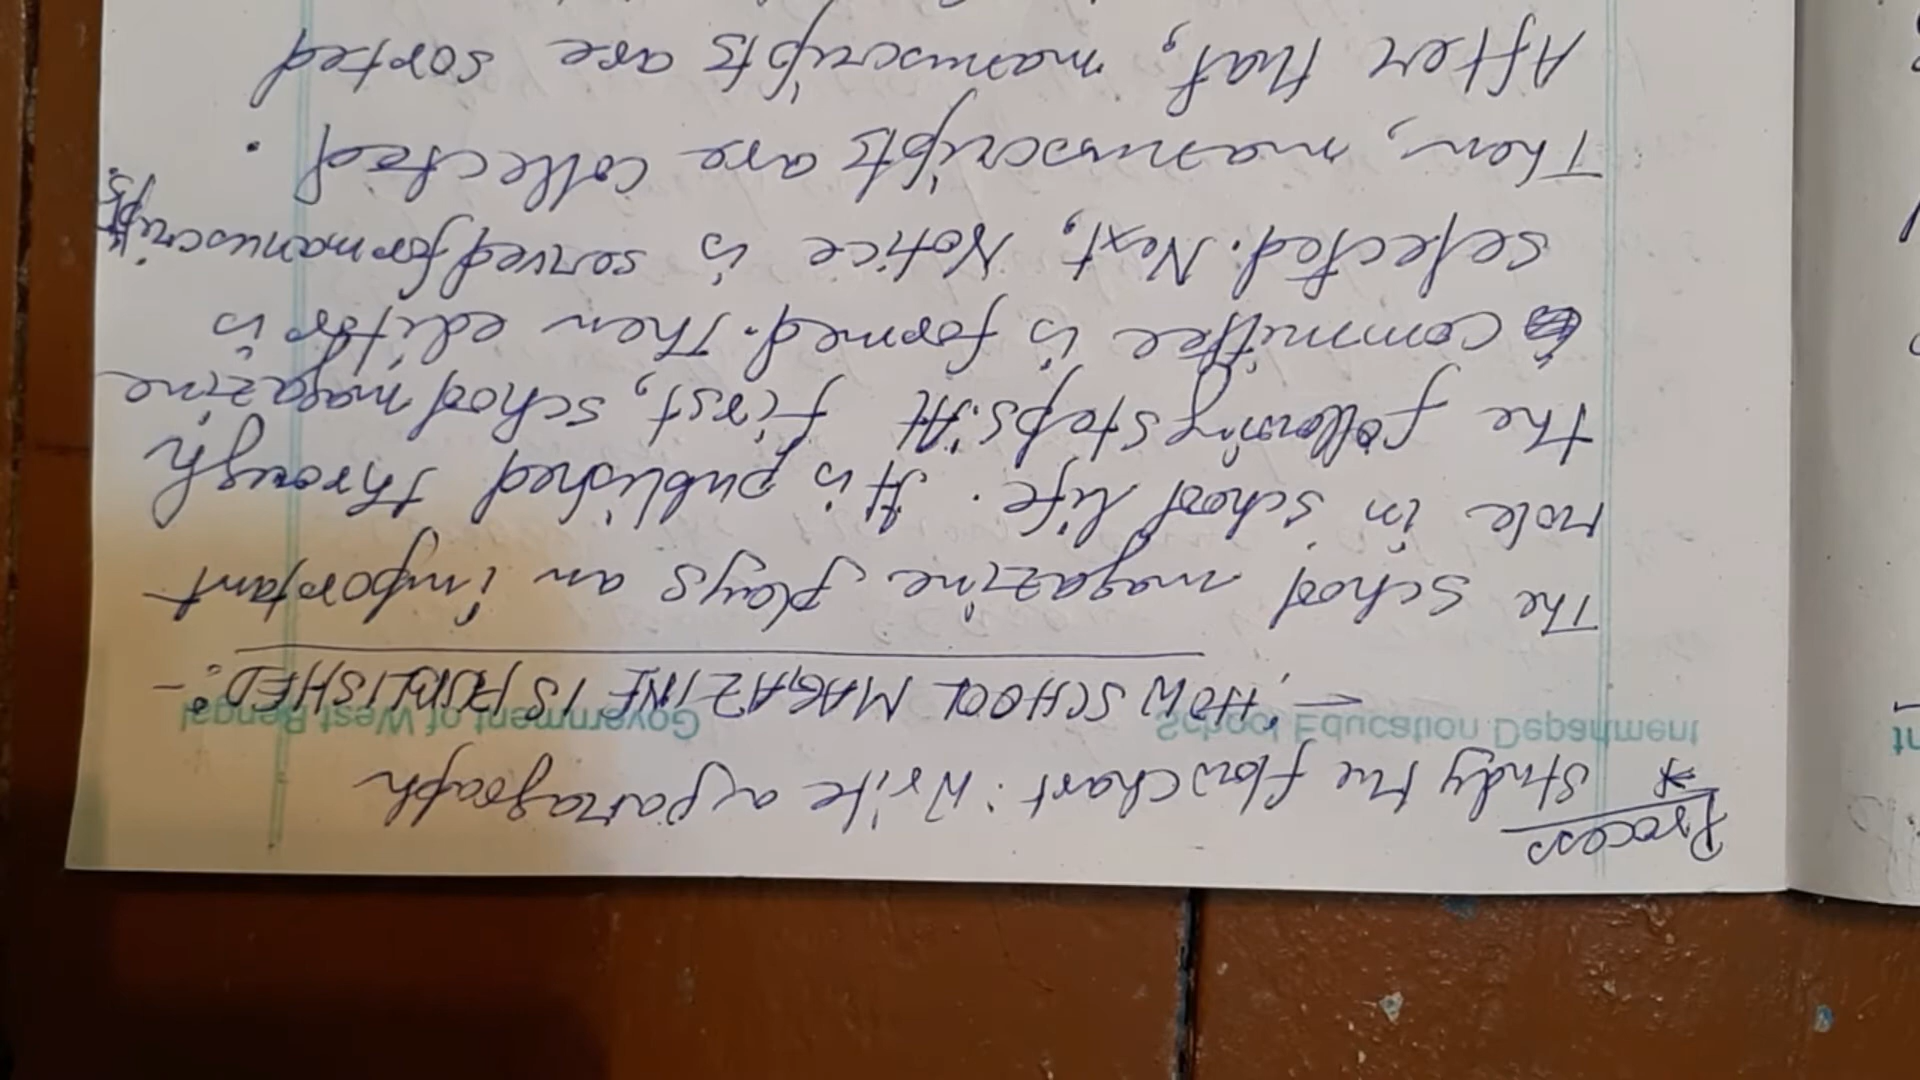 Process
* Study the flowchart: Write a paragraph
School Education Department Government of West Bengal
- HOW SCHOOL MAGAZINE IS PUBLISHED:-
The school magazine plays an important
role in school life. It is published through
the following steps. At first, school magazine
committee is formed. Then editor is
selected. Next, Notice is served for manuscripts.
Then, manuscripts are collected.
After that, manuscripts are sorted